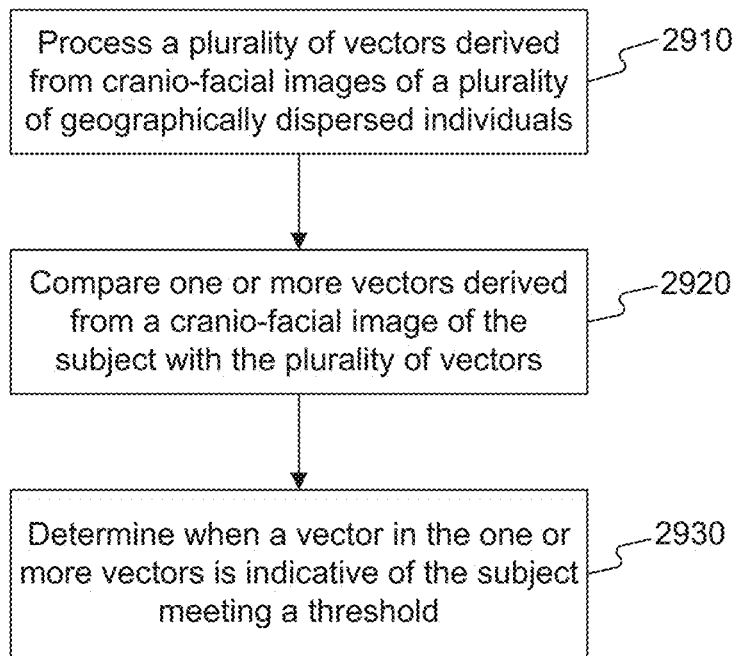 Process a plurality of vectors derived
from cranio-facial images of a plurality
of geographically dispersed individuals
2910
Compare one or more vectors derived
from a cranio-facial image of the
subject with the plurality of vectors
2920
Determine when a vector in the one or
more vectors is indicative of the subject
meeting a threshold
2930